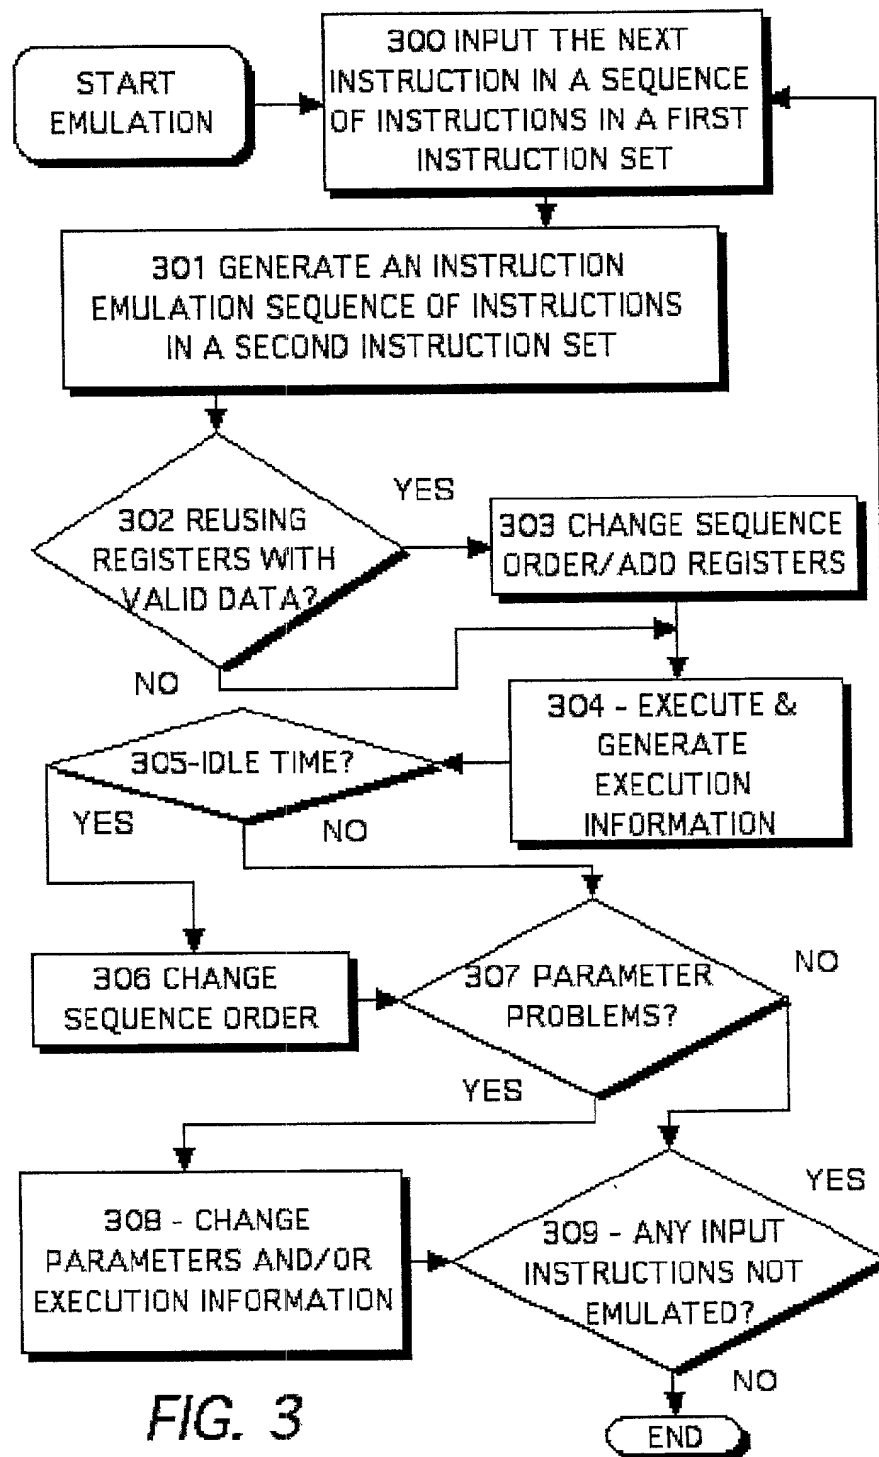 START
EMULATION
300 INPUT THE NEXT
INSTRUCTION IN A SEQUENCE
OF INSTRUCTIONS IN A FIRST
INSTRUCTION SET
301 GENERATE AN INSTRUCTION
EMULATION SEQUENCE OF INSTRUCTIONS
IN A SECOND INSTRUCTION SET
302 REUSING
REGISTERS WITH
VALID DATA?
YES
303 CHANGE SEQUENCE
ORDER/ADD REGISTERS
NO
304 - EXECUTE &
GENERATE
EXECUTION
INFORMATION
305-IDLE TIME?
YES
NO
306 CHANGE
SEQUENCE ORDER
307 PARAMETER
PROBLEMS?
NO
YES
308 - CHANGE
PARAMETERS AND/OR
EXECUTION INFORMATION
309 - ANY INPUT
INSTRUCTIONS NOT
EMULATED?
YES
NO
END
FIG. 3